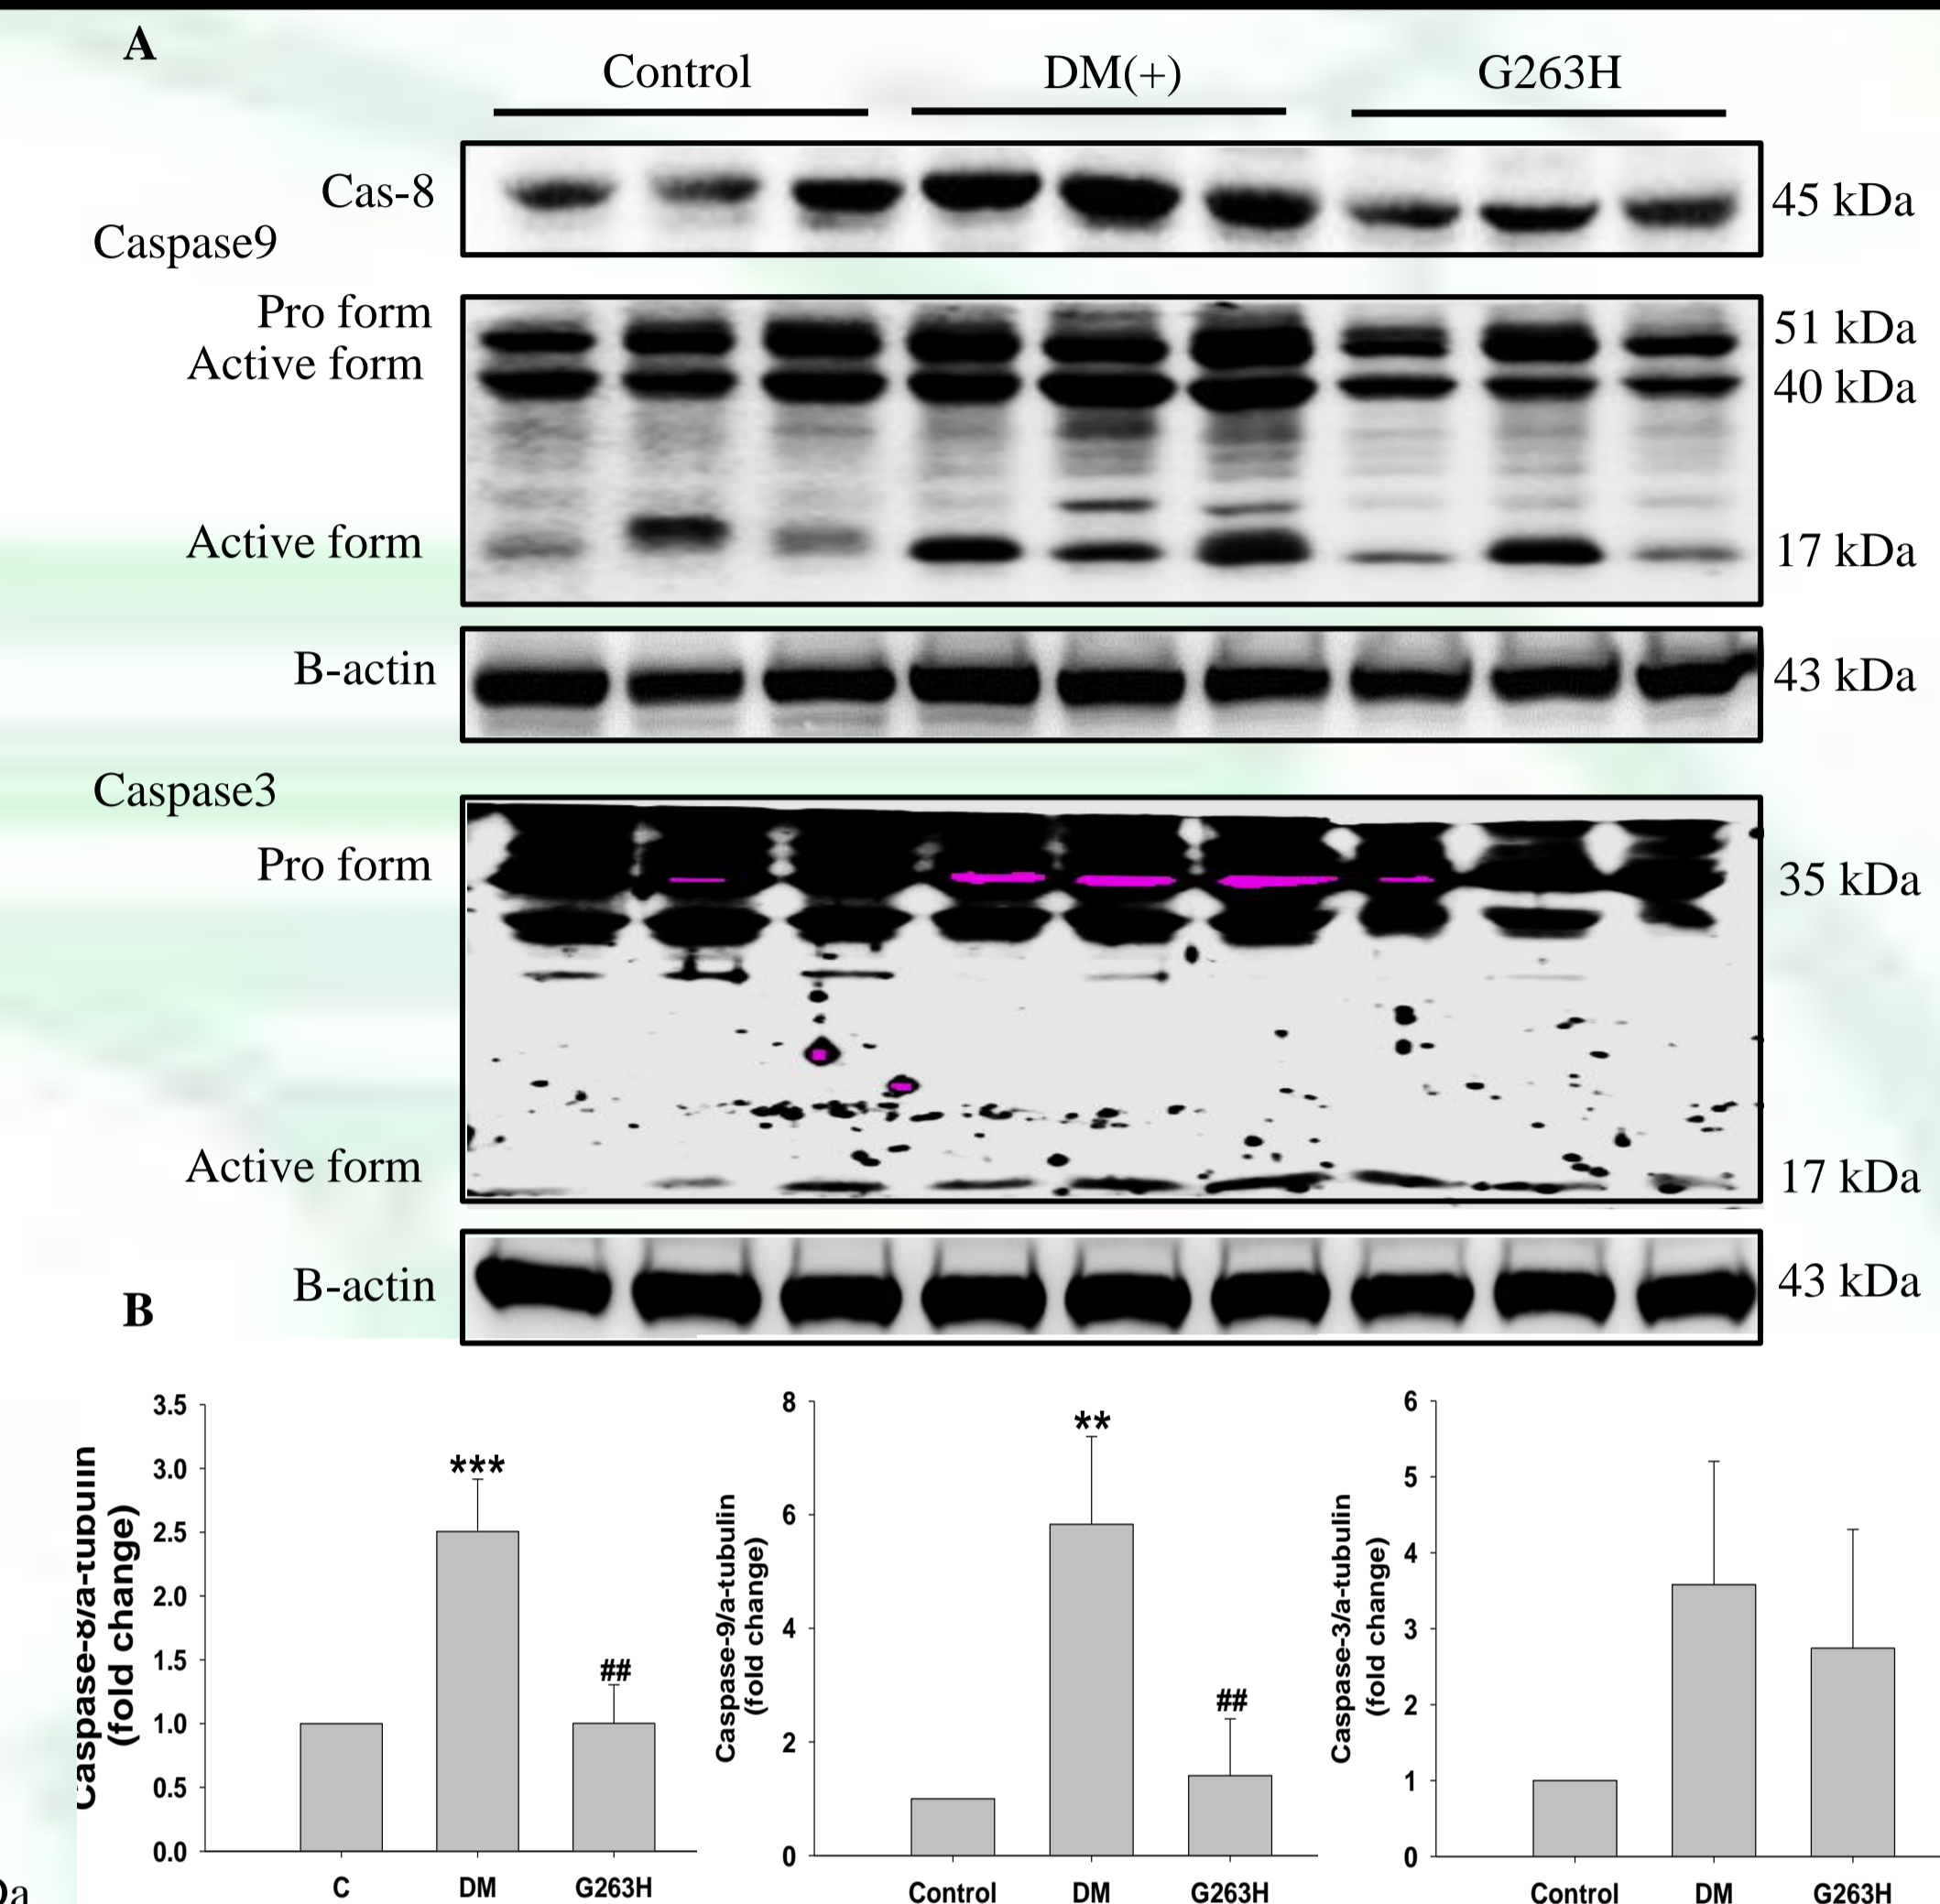 A
Control DM(+) G263H
Cas-8 45 kDa
Caspase9
Pro form 51 kDa
Active form 40 kDa
Active form 17 kDa
B-actin 43 kDa
Caspase3
Pro form 35 kDa
Active form 17 kDa
B-actin 43 kDa
B
Caspase-8/a-tubulin
(fold change)
3.5
3.0
2.5
2.0
1.5
1.0
0.5
0.0
***
##
C DM G263H
Caspase-9/a-tubulin
(fold change)
8
6
4
2
0
**
##
Control DM G263H
Caspase-3/a-tubulin
(fold change)
6
5
4
3
2
1
0
Control DM G263H